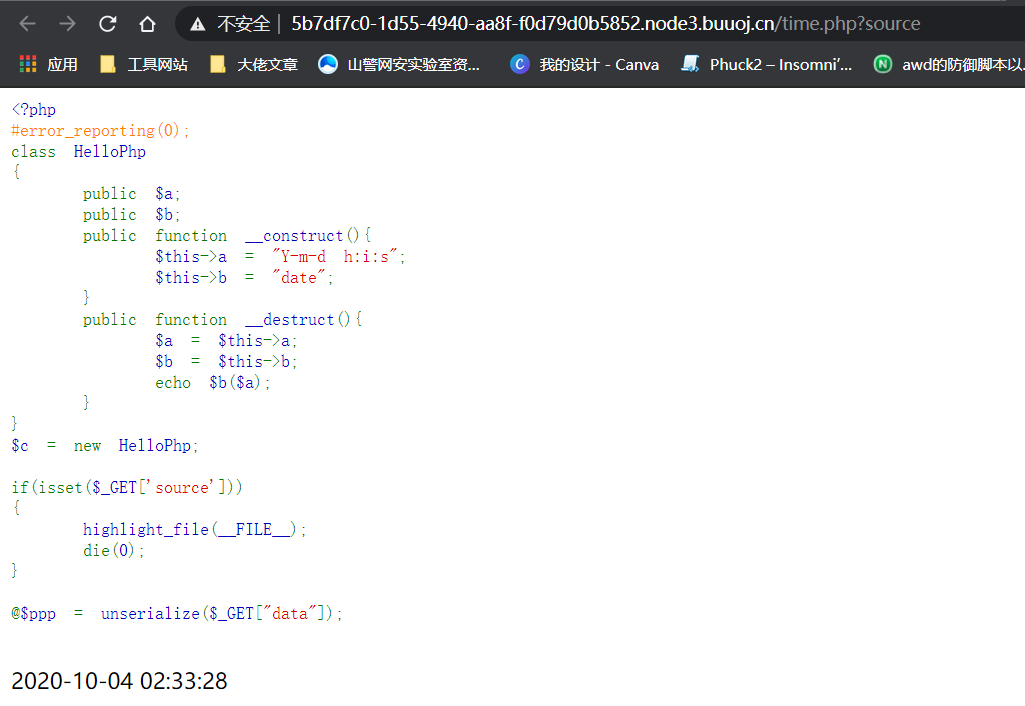 不安全 | 5b7df7c0-1d55-4940-aa8f-f0d79d0b5852.node3.buuoj.cn/time.php?source
应用 工具网站 大佬文章 山警网安实验室资... C 我的设计 - Canva Phuck2 – Insomni'... N awd的防御脚本以
<?php
#error_reporting(0);
class HelloPhp
{
public $a;
public $b;
public function __construct(){
$this->a = "Y-m-d h:i:s";
$this->b = "date";
}
public function __destruct(){
$a = $this->a;
$b = $this->b;
echo $b($a);
}
}
$c = new HelloPhp;
if(isset($_GET['source']))
{
highlight_file(__FILE__);
die(0);
}
@$ppp = unserialize($_GET["data"]);
2020-10-04 02:33:28